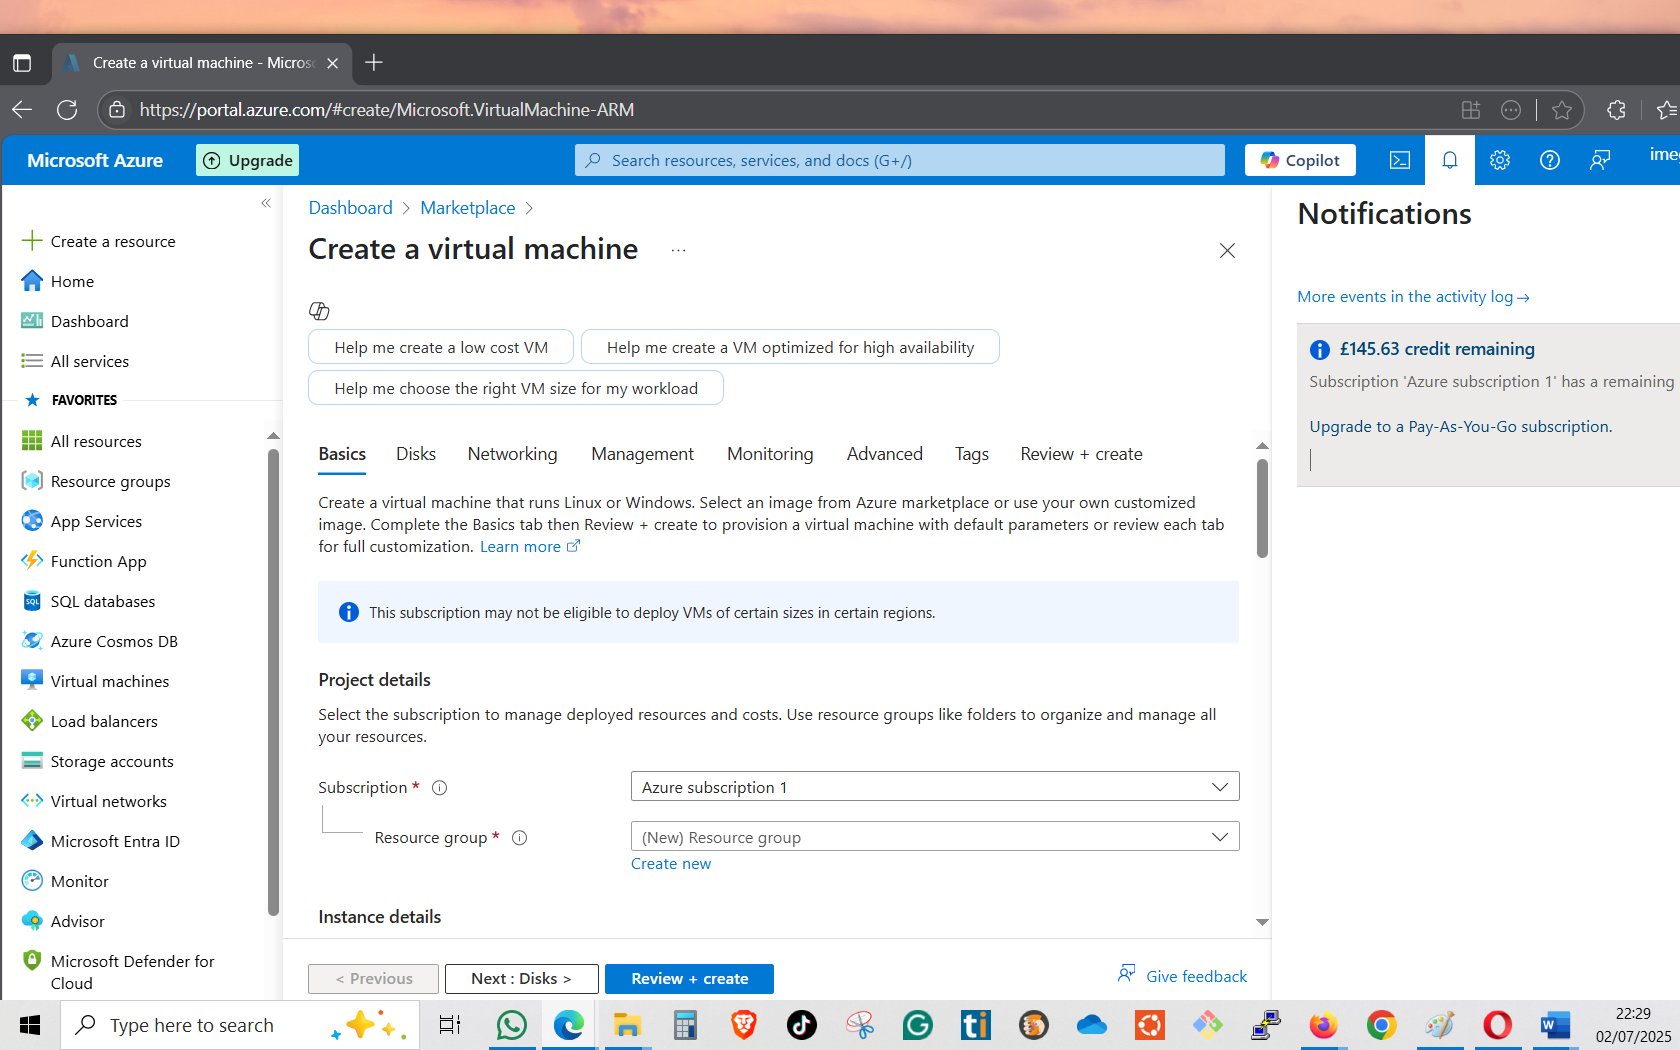 Create a virtual machine - Micros
https://portal.azure.com/#create/Microsoft.VirtualMachine-ARM
Microsoft Azure
Upgrade
Search resources, services, and docs (G+/)
Copilot
Create a resource
Home
Dashboard
All services
FAVORITES
All resources
Resource groups
App Services
Function App
SQL databases
Azure Cosmos DB
Virtual machines
Load balancers
Storage accounts
Virtual networks
Microsoft Entra ID
Monitor
Advisor
Microsoft Defender for
Cloud
Dashboard > Marketplace >
Create a virtual machine ...
Help me create a low cost VM
Help me create a VM optimized for high availability
Help me choose the right VM size for my workload
Basics Disks Networking Management Monitoring Advanced Tags Review + create
Create a virtual machine that runs Linux or Windows. Select an image from Azure marketplace or use your own customized
image. Complete the Basics tab then Review + create to provision a virtual machine with default parameters or review each tab
for full customization. Learn more
This subscription may not be eligible to deploy VMs of certain sizes in certain regions.
Project details
Select the subscription to manage deployed resources and costs. Use resource groups like folders to organize and manage all
your resources.
Subscription *
Azure subscription 1
Resource group *
(New) Resource group
Create new
Instance details
< Previous
Next : Disks >
Review + create
Give feedback
Notifications
More events in the activity log→
£145.63 credit remaining
Subscription 'Azure subscription 1' has a remaining
Upgrade to a Pay-As-You-Go subscription.
Type here to search
22:29
02/07/2025